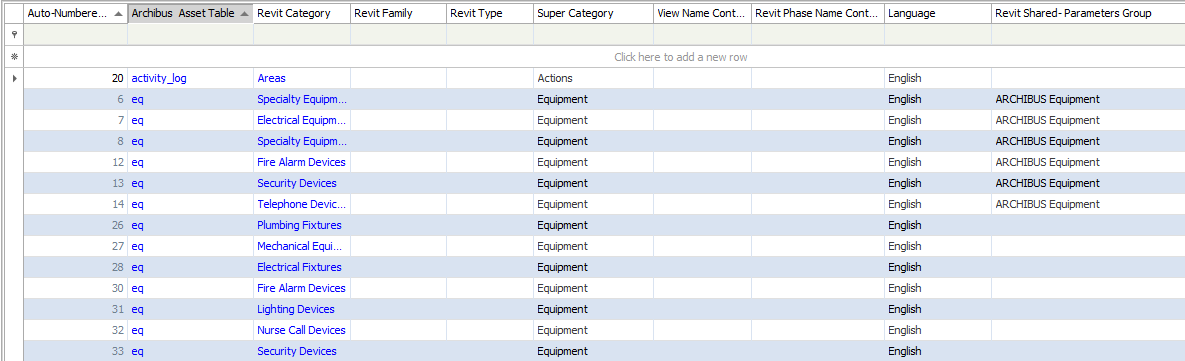 Auto-Numbere... Archibus Asset Table Revit Category Revit Family Revit Type Super Category View Name Cont... Revit Phase Name Cont... Language Revit Shared- Parameters Group
Click here to add a new row
20 activity_log Areas Actions English
6 eq Specialty Equipm... Equipment English ARCHIBUS Equipment
7 eq Electrical Equipm... Equipment English ARCHIBUS Equipment
8 eq Specialty Equipm... Equipment English ARCHIBUS Equipment
12 eq Fire Alarm Devices Equipment English ARCHIBUS Equipment
13 eq Security Devices Equipment English ARCHIBUS Equipment
14 eq Telephone Devic... Equipment English ARCHIBUS Equipment
26 eq Plumbing Fixtures Equipment English
27 eq Mechanical Equi... Equipment English
28 eq Electrical Fixtures Equipment English
30 eq Fire Alarm Devices Equipment English
31 eq Lighting Devices Equipment English
32 eq Nurse Call Devices Equipment English
33 eq Security Devices Equipment English